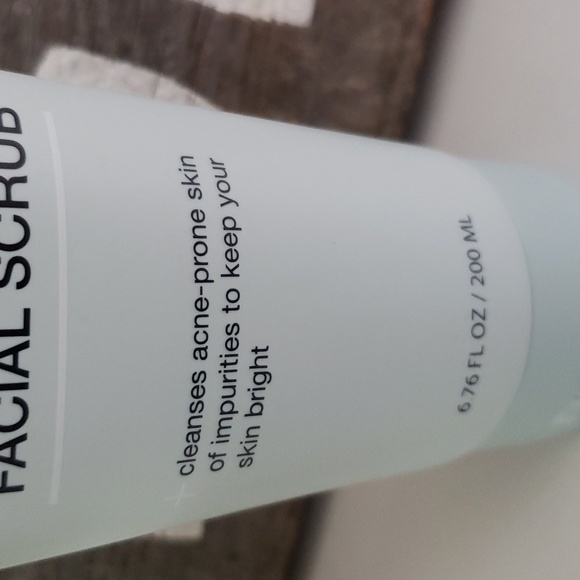 FACIAL SCRUB
cleanses acne-prone skin
of impurities to keep your
skin bright
6 76 FL OZ / 200 ML